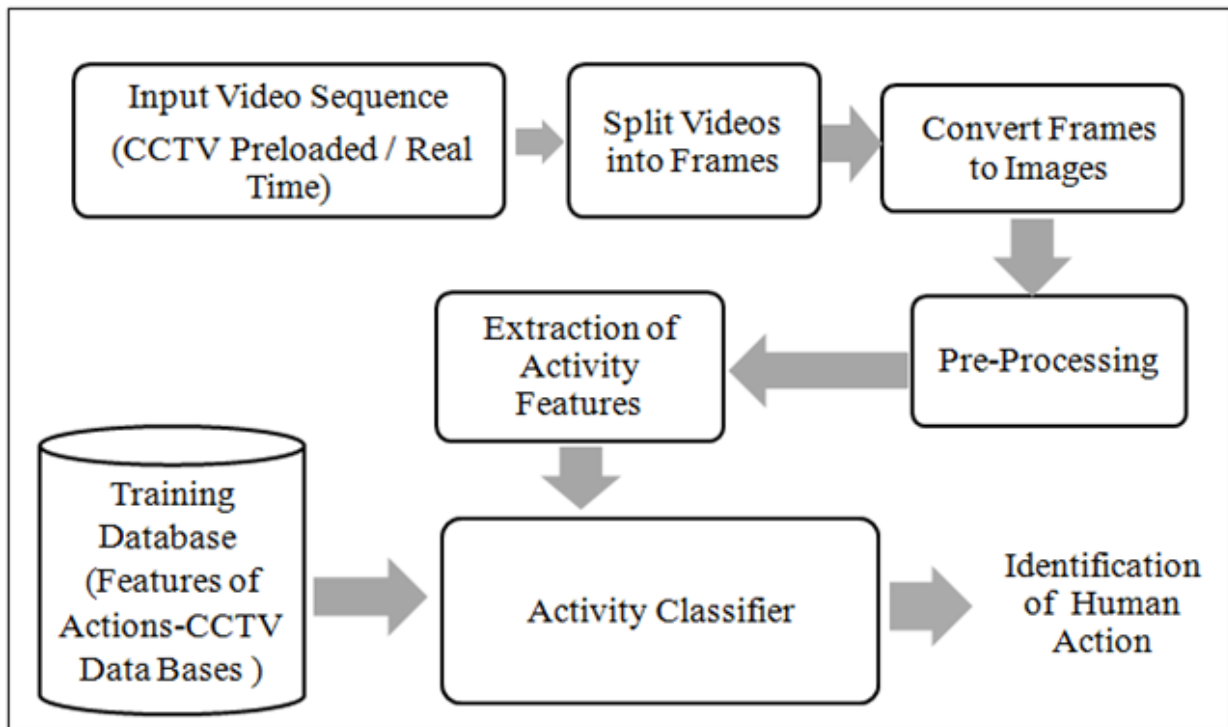 Input Video Sequence
(CCTV Preloaded / Real
Time)
Split Videos
into Frames
Convert Frames
to Images
Pre-Processing
Extraction of
Activity
Features
Training
Database
(Features of
Actions-CCTV
Data Bases )
Activity Classifier
Identification
of Human
Action